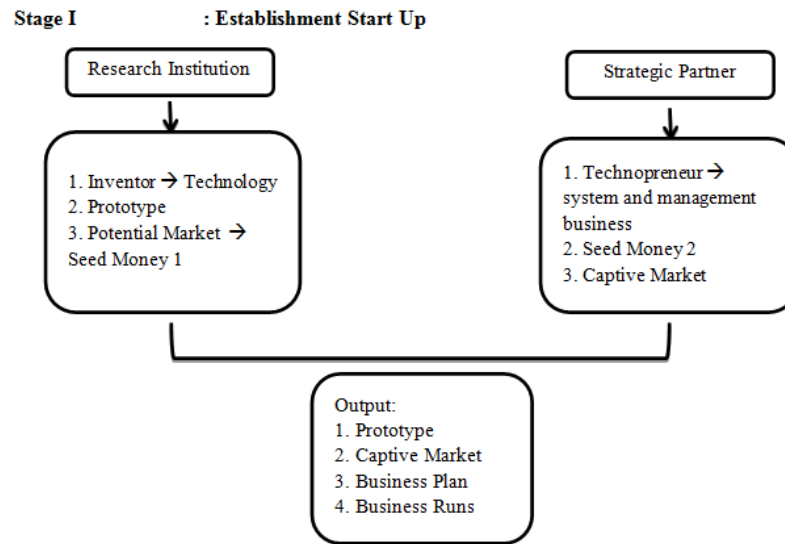 Stage I : Establishment Start Up
Research Institution
Strategic Partner
1. Inventor → Technology
2. Prototype
3. Potential Market →
Seed Money 1
1. Technopreneur →
system and management
business
2. Seed Money 2
3. Captive Market
Output:
1. Prototype
2. Captive Market
3. Business Plan
4. Business Runs